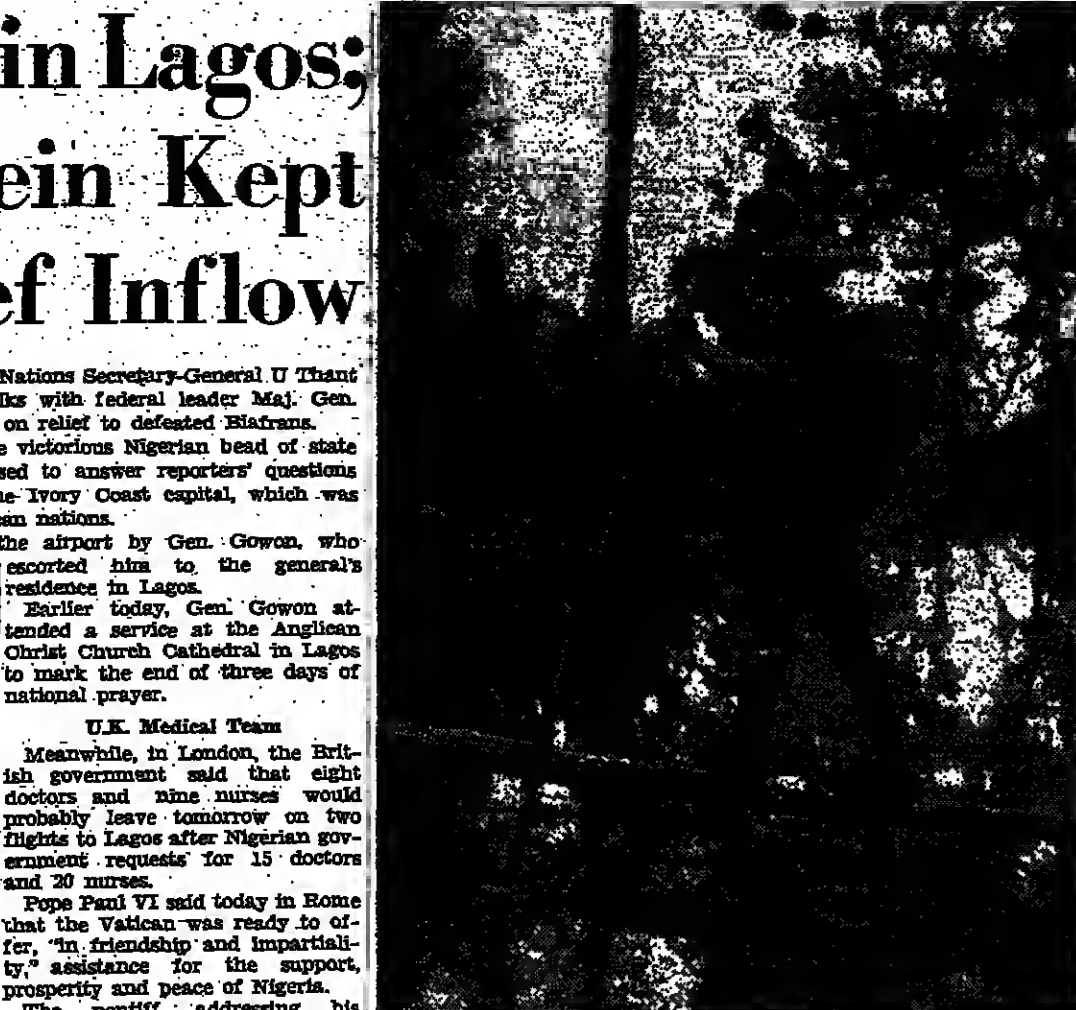 in Lagos;
ein Kept
ef Inflow
Nations Secretary-General U Thant
lks with federal leader Maj. Gen.
on relief to defeated Biafrans.
e victorious Nigerian bead of state
sed to answer reporters' questions
ne Ivory Coast capital, which was
ean nations.
the airport by Gen. Gowon, who
escorted him to the general's
residence in Lagos.
Earlier today, Gen. Gowon at-
tended a service at the Anglican
Christ Church Cathedral in Lagos
to mark the end of three days of
national prayer.
U.K. Medical Team
Meanwhile, in London, the Brit-
ish government said that eight
doctors and nine nurses would
probably leave tomorrow on two
flights to Lagos after Nigerian gov-
ernment requests for 15 doctors
and 20 nurses.
Pope Paul VI said today in Rome
that the Vatican was ready to of-
fer, "in friendship and impartiali-
ty," assistance for the support,
prosperity and peace of Nigeria.
The pontiff, addressing his